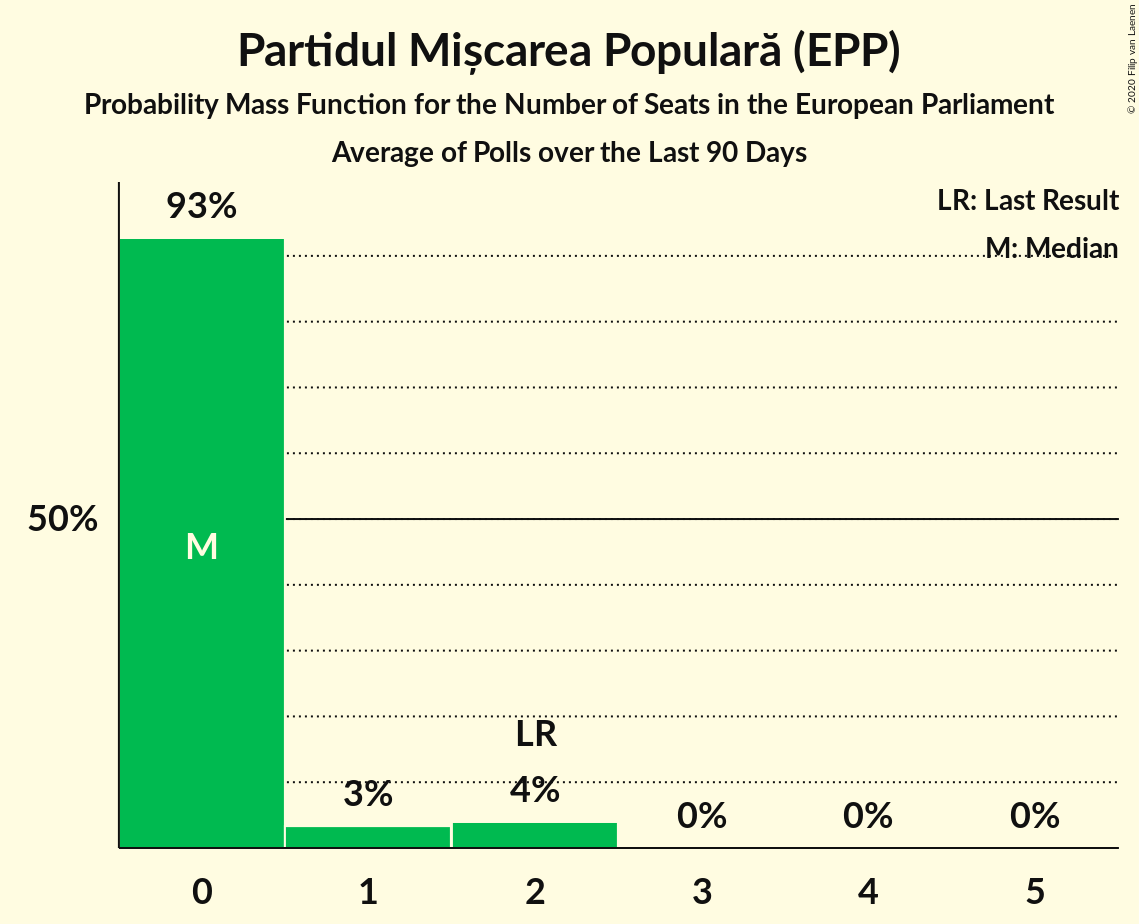 Partidul Mișcarea Populară (EPP)
Probability Mass Function for the Number of Seats in the European Parliament
Average of Polls over the Last 90 Days
© 2020 Filip van Laenen
LR: Last Result
M: Median
93%
50%
M
LR
3%
4%
0%
0%
0%
0
1
2
3
4
5